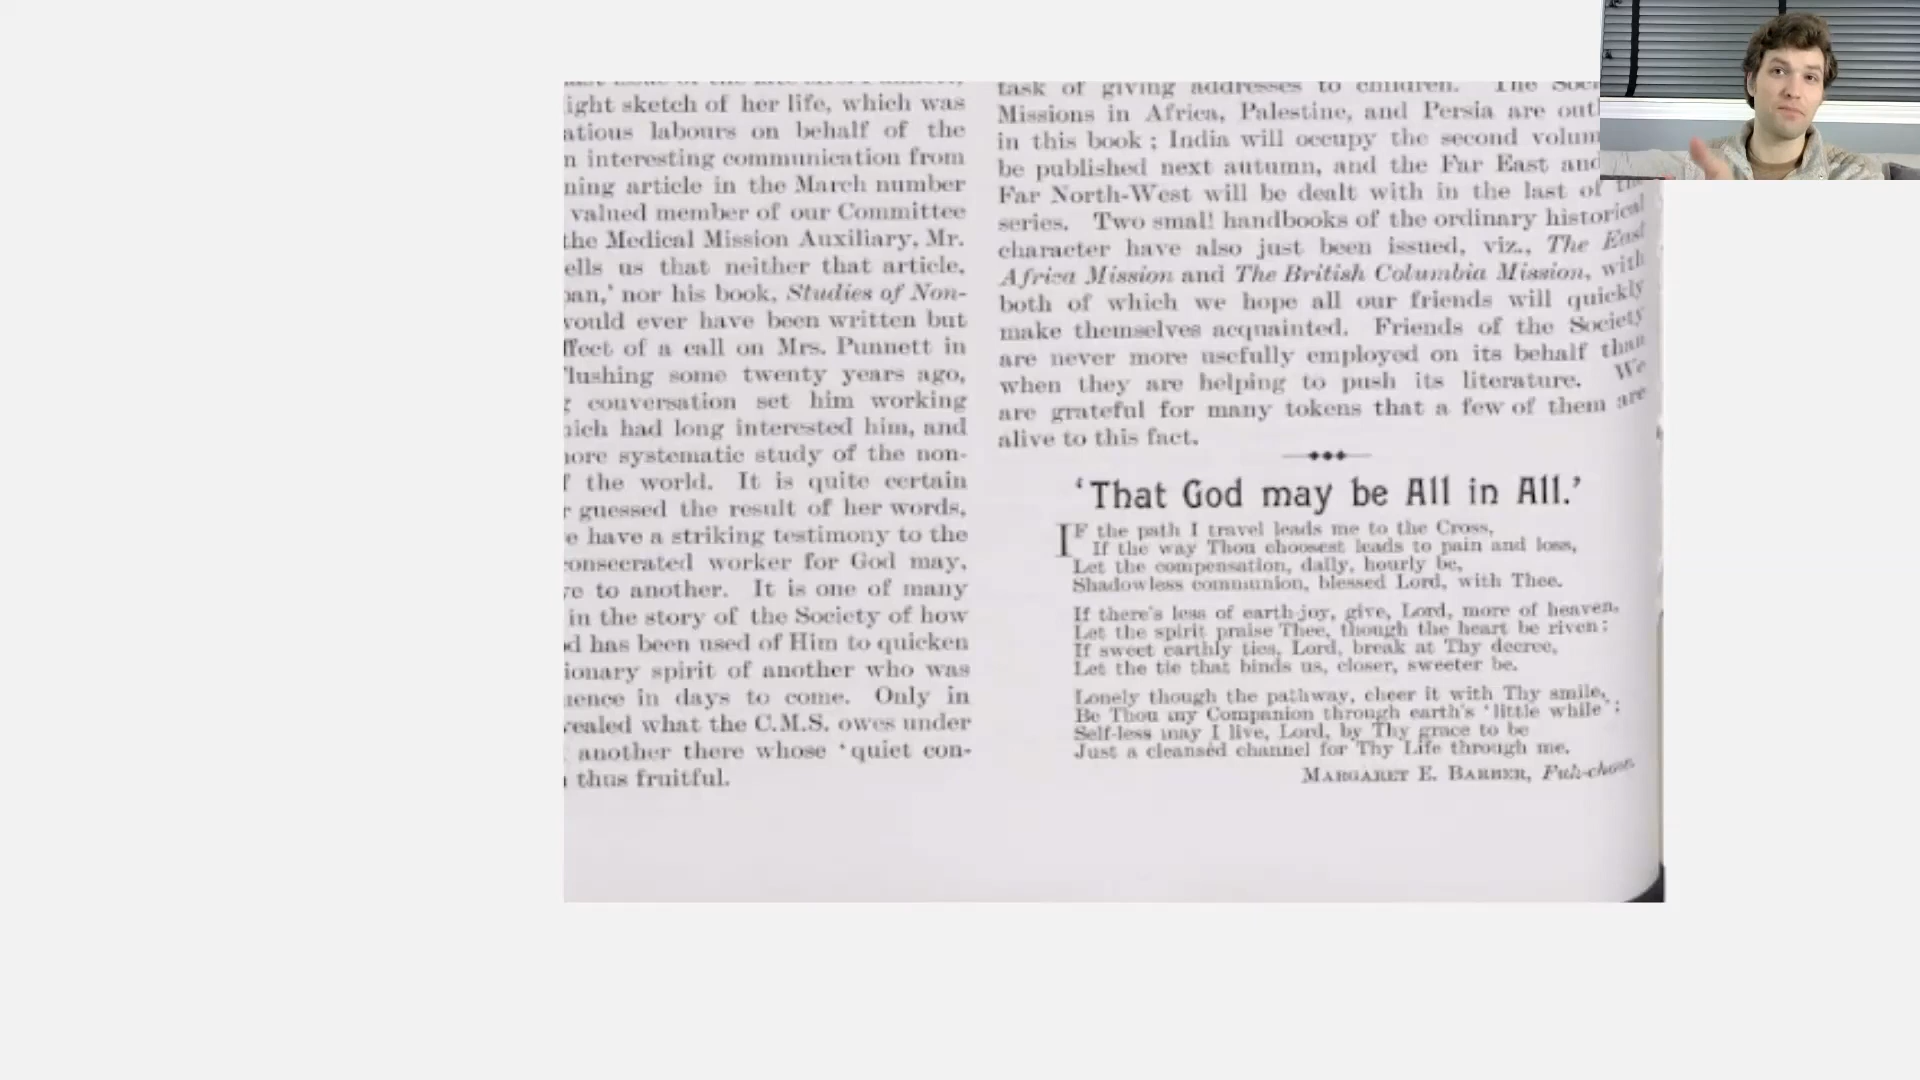 ight sketch of her life, which was
atious labours on behalf of the
n interesting communication from
ning article in the March number
valued member of our Committee
the Medical Mission Auxiliary, Mr.
ells us that neither that article,
pan,' nor his book, Studies of Non-
would ever have been written but
ffect of a call on Mrs. Punnett in
Flushing some twenty years ago,
g conversation set him working
hich had long interested him, and
more systematic study of the non-
f the world. It is quite certain
r guessed the result of her words,
e have a striking testimony to the
consecrated worker for God may,
ve to another. It is one of many
in the story of the Society of how
d has been used of Him to quicken
ionary spirit of another who was
uence in days to come. Only in
vealed what the C.M.S. owes under
another there whose 'quiet con-
thus fruitful.
task of giving addresses to children. The Soci
Missions in Africa, Palestine, and Persia are outl
in this book ; India will occupy the second volum
be published next autumn, and the Far East and
Far North-West will be dealt with in the last of the
series. Two small handbooks of the ordinary historical
character have also just been issued, viz., The East
Africa Mission and The British Columbia Mission, with
both of which we hope all our friends will quickly
make themselves acquainted. Friends of the Society
are never more usefully employed on its behalf than
when they are helping to push its literature. We
are grateful for many tokens that a few of them are
alive to this fact.
'That God may be All in All.'
IF the path I travel leads me to the Cross,
If the way Thou choosest leads to pain and loss,
Let the compensation, daily, hourly be,
Shadowless communion, blessed Lord, with Thee.
If there's less of earth-joy, give, Lord, more of heaven,
Let the spirit praise Thee, though the heart be riven;
If sweet earthly ties, Lord, break at Thy decree,
Let the tie that binds us, closer, sweeter be.
Lonely though the pathway, cheer it with Thy smile,
Be Thou my Companion through earth's 'little while';
Self-less may I live, Lord, by Thy grace to be
Just a cleansed channel for Thy Life through me.
MARGARET E. BARBER, Fuh-chow.